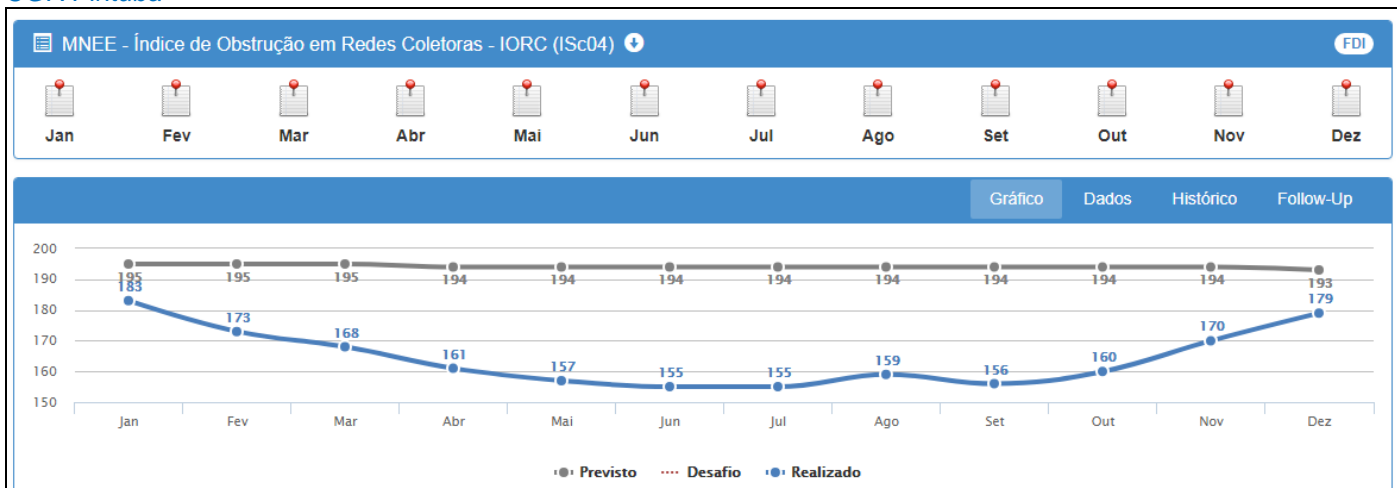 MNEE - Índice de Obstrução em Redes Coletoras - IORC (ISc04) FDI
Jan Fev Mar Abr Mai Jun Jul Ago Set Out Nov Dez
Gráfico Dados Histórico Follow-Up
200
190
180
170
160
150
195 195 195 194 194 194 194 194 194 194 194 193
183 173 168 161 157 155 155 159 156 160 170 179
Jan Fev Mar Abr Mai Jun Jul Ago Set Out Nov Dez
Previsto Desafio Realizado